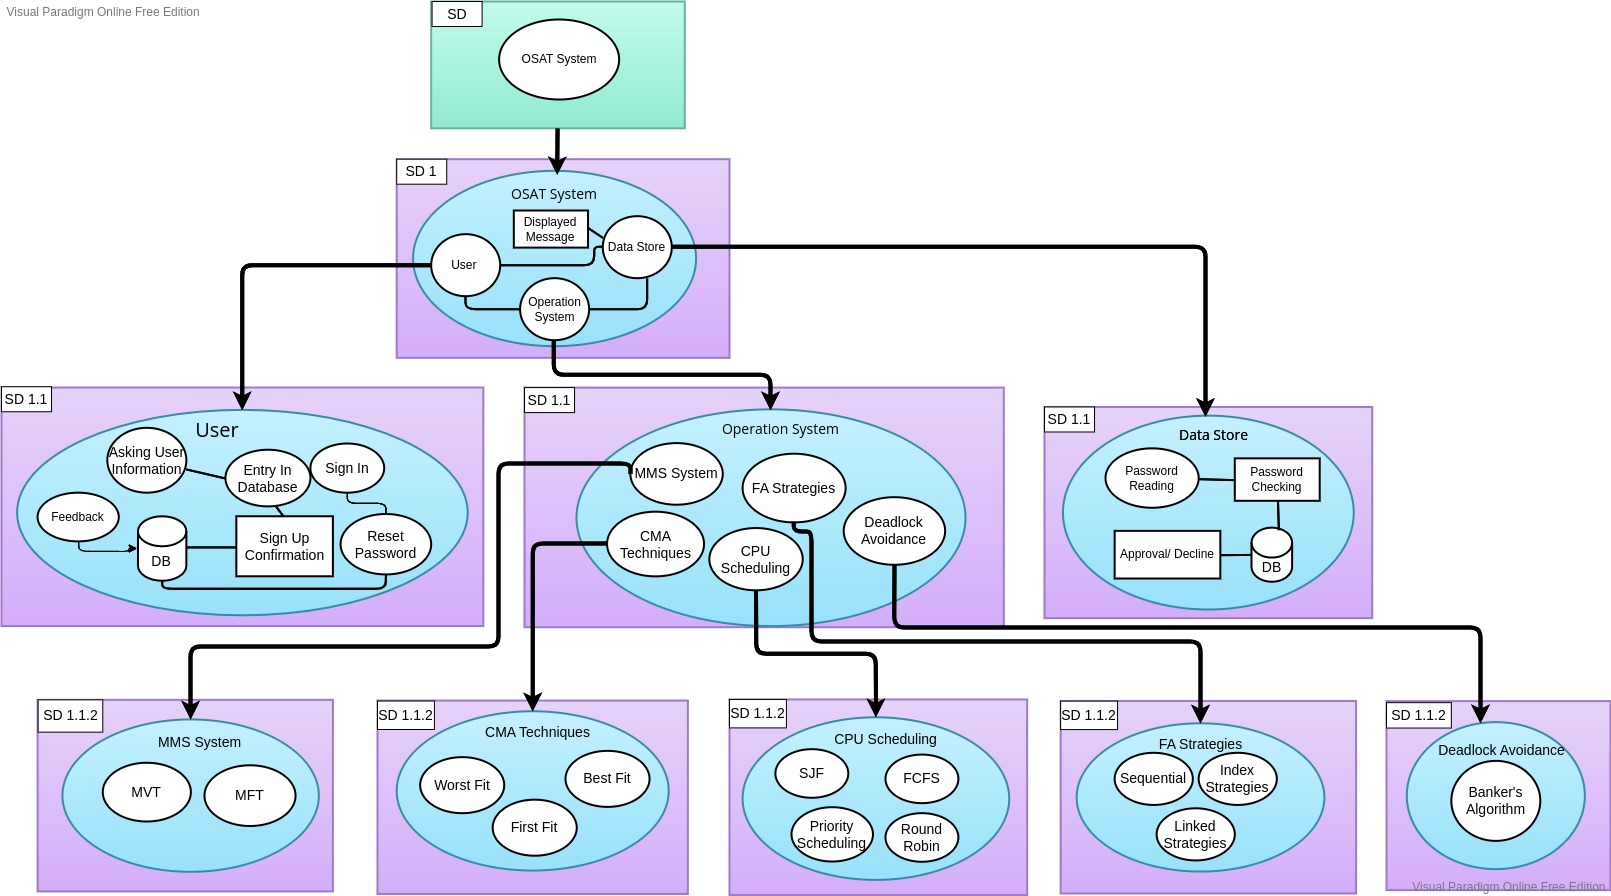 Visual Paradigm Online Free Edition
SD
OSAT System
SD 1
OSAT System
Displayed
Message
Data Store
User
Operation
System
SD 1.1
User
Asking User
Information
Entry In
Database
Sign In
Feedback
DB
Sign Up
Confirmation
Reset
Password
SD 1.1
Operation System
MMS System
FA Strategies
CMA
Techniques
CPU
Scheduling
Deadlock
Avoidance
SD 1.1
Data Store
Password
Reading
Password
Checking
Approval/ Decline
DB
SD 1.1.2
MMS System
MVT
MFT
SD 1.1.2
CMA Techniques
Worst Fit
Best Fit
First Fit
SD 1.1.2
CPU Scheduling
SJF
FCFS
Priority
Scheduling
Round
Robin
SD 1.1.2
FA Strategies
Sequential
Index
Strategies
Linked
Strategies
SD 1.1.2
Deadlock Avoidance
Banker's
Algorithm
Visual Paradigm Online Free Edition